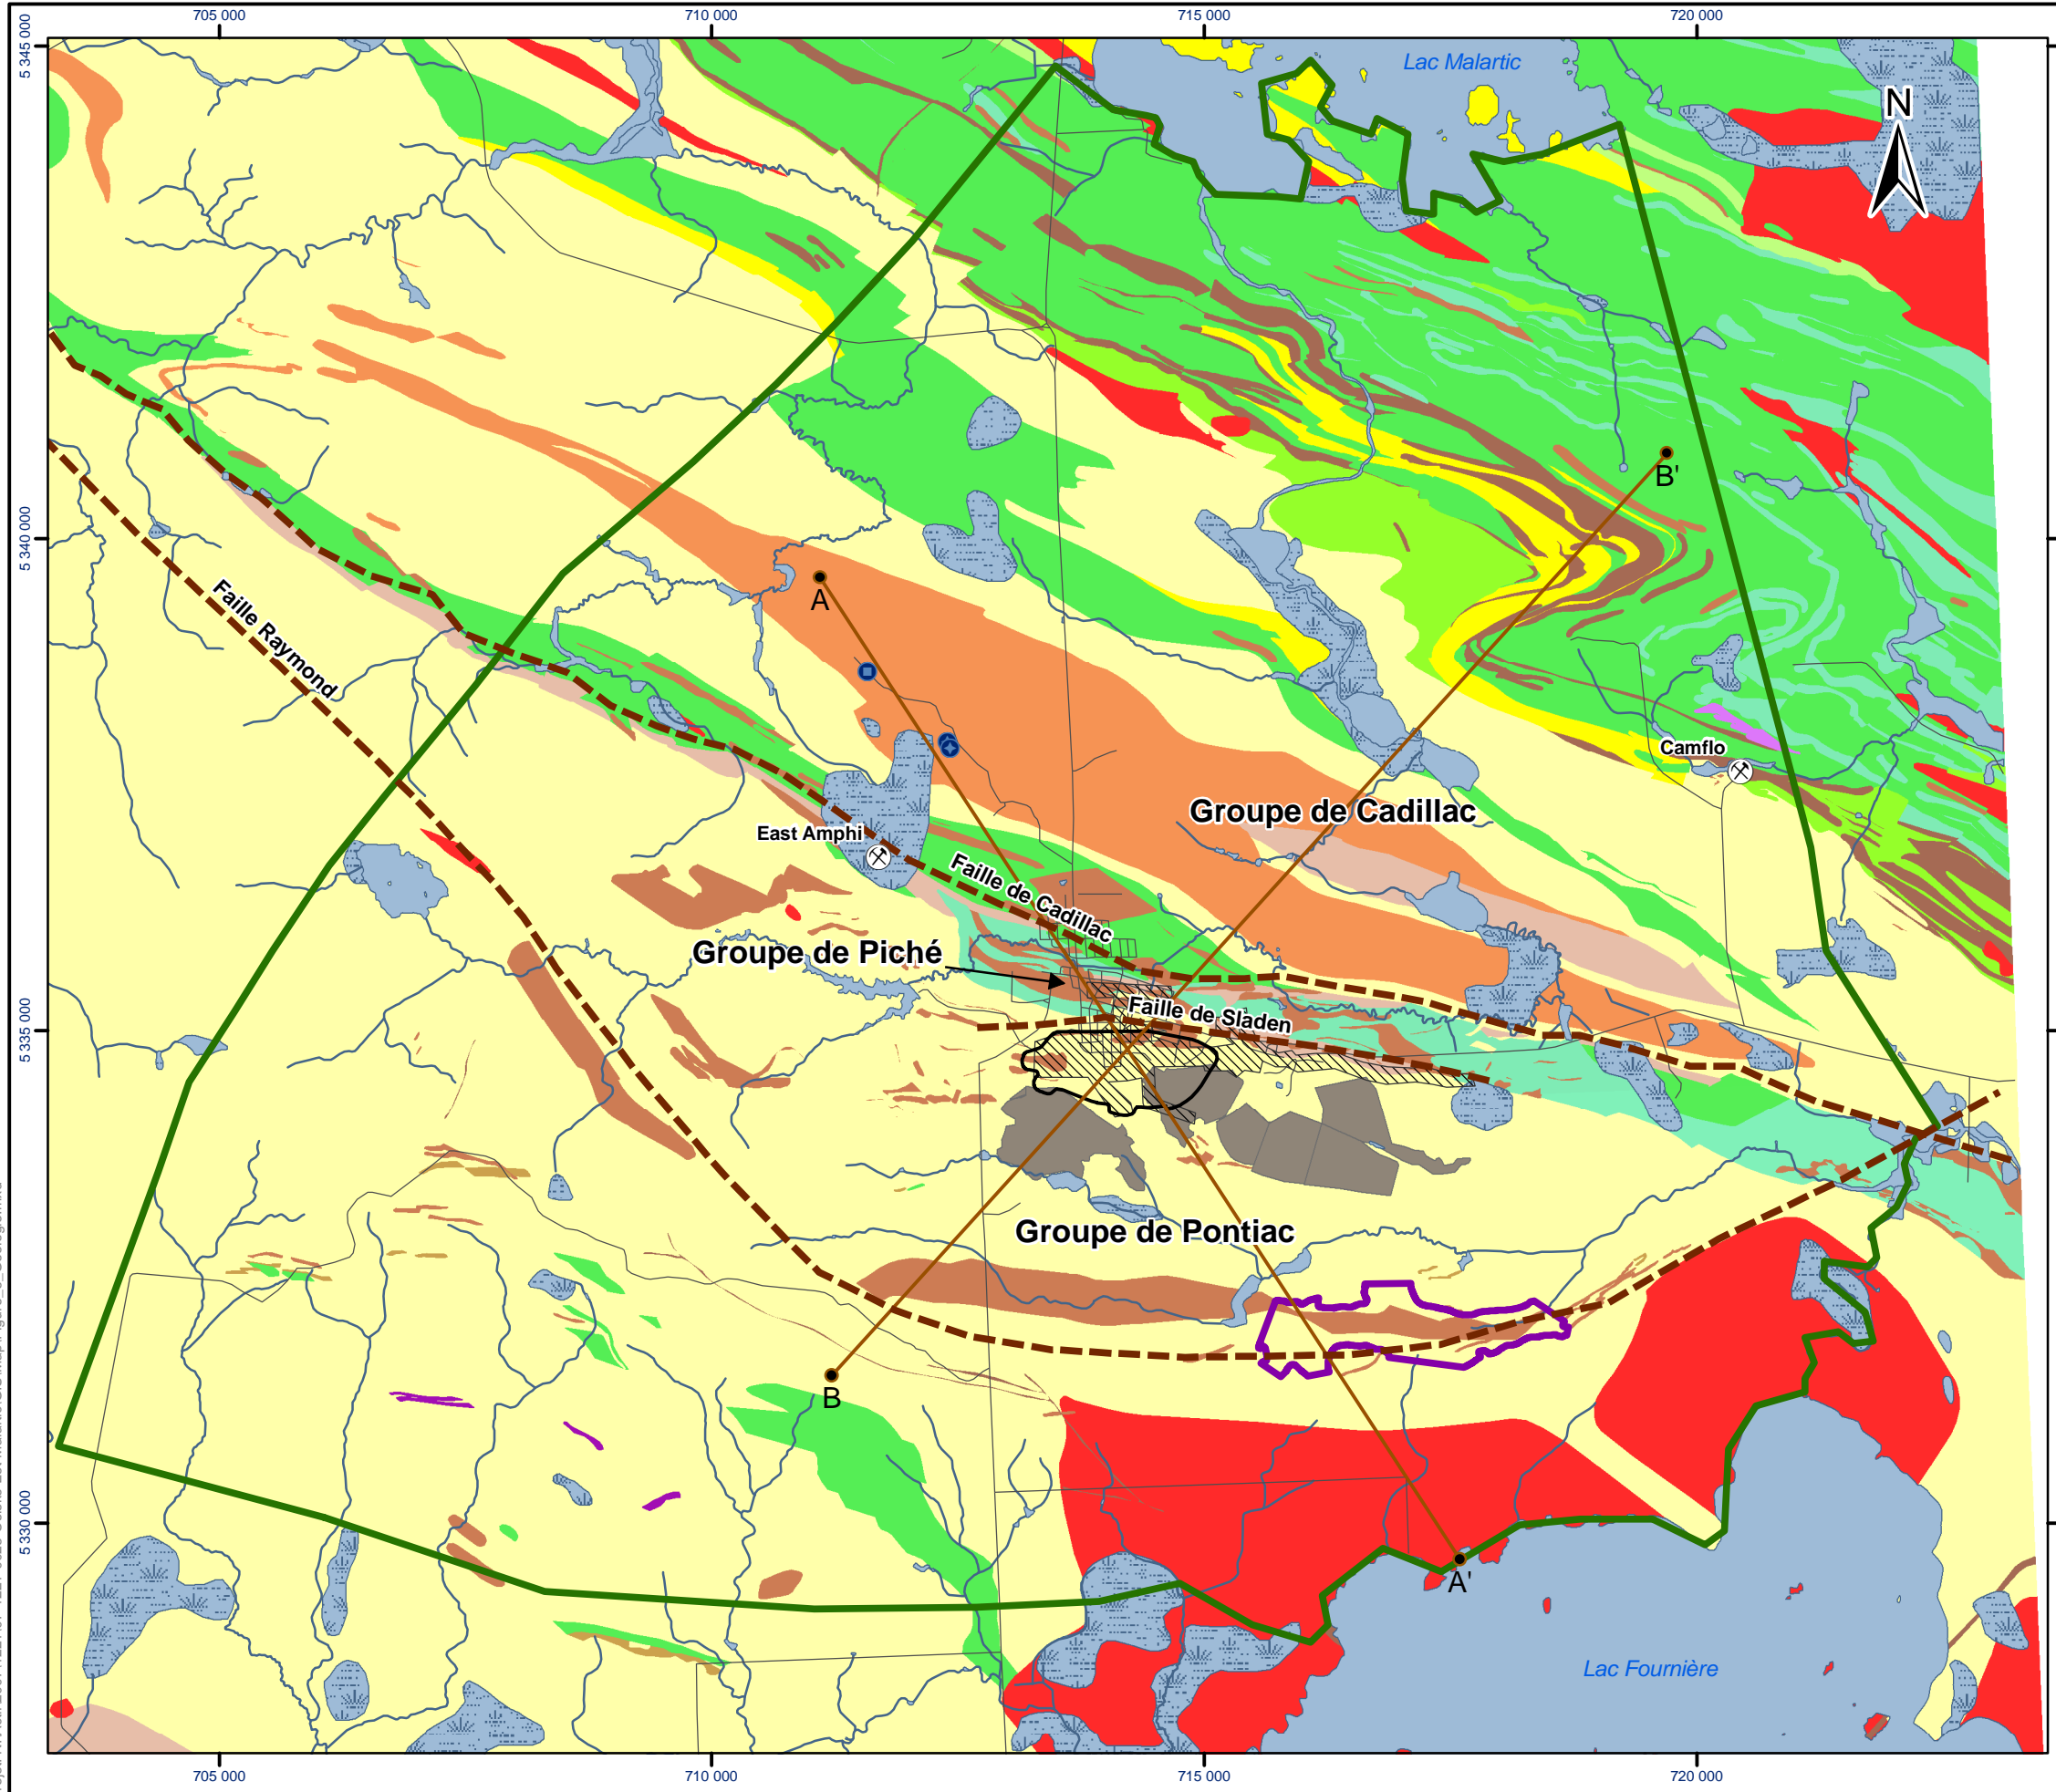 705 000
710 000
715 000
720 000
5 345 000
Lac Malartic
N
B'
5 340 000
A
Faille Raymond
Camflo
Groupe de Cadillac
East Amphi
Faille de Cadillac
Groupe de Piché
Faille de Sladen
5 335 000
Groupe de Pontiac
B
5 330 000
A'
Lac Fournière
705 000
710 000
715 000
720 000